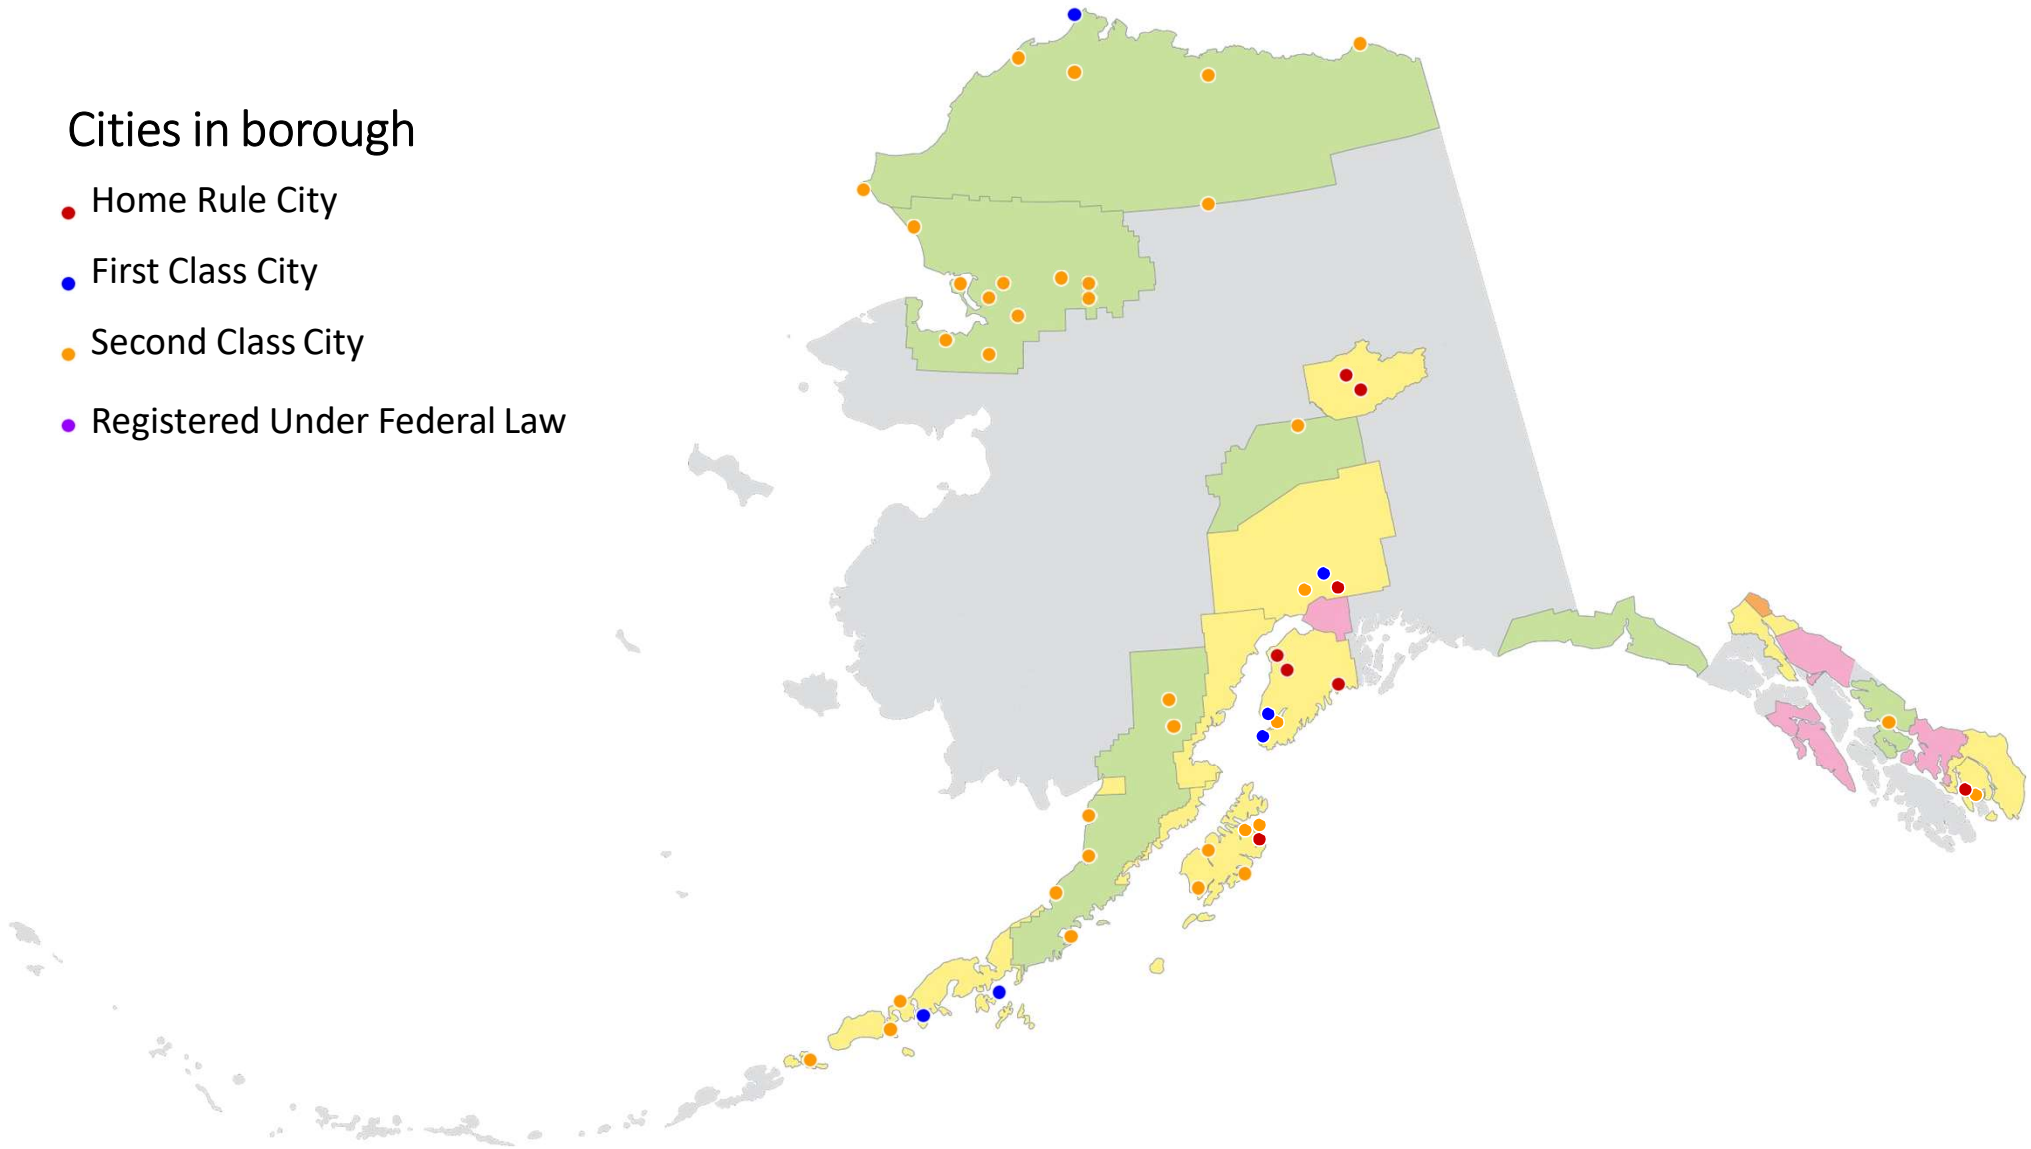 Cities in borough
Home Rule City
First Class City
Second Class City
Registered Under Federal Law